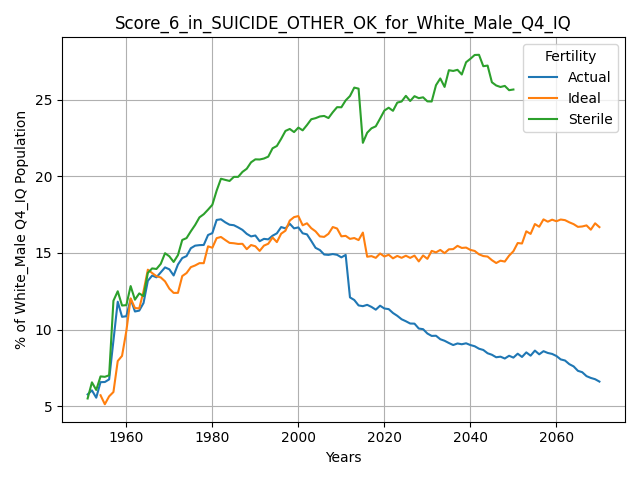 Score_6_in_SUICIDE_OTHER_OK_for_White_Male_Q4_IQ
% of White_Male Q4_IQ Population
25
20
15
10
5
Fertility
Actual
Ideal
Sterile
1960
1980
2000
2020
2040
2060
Years